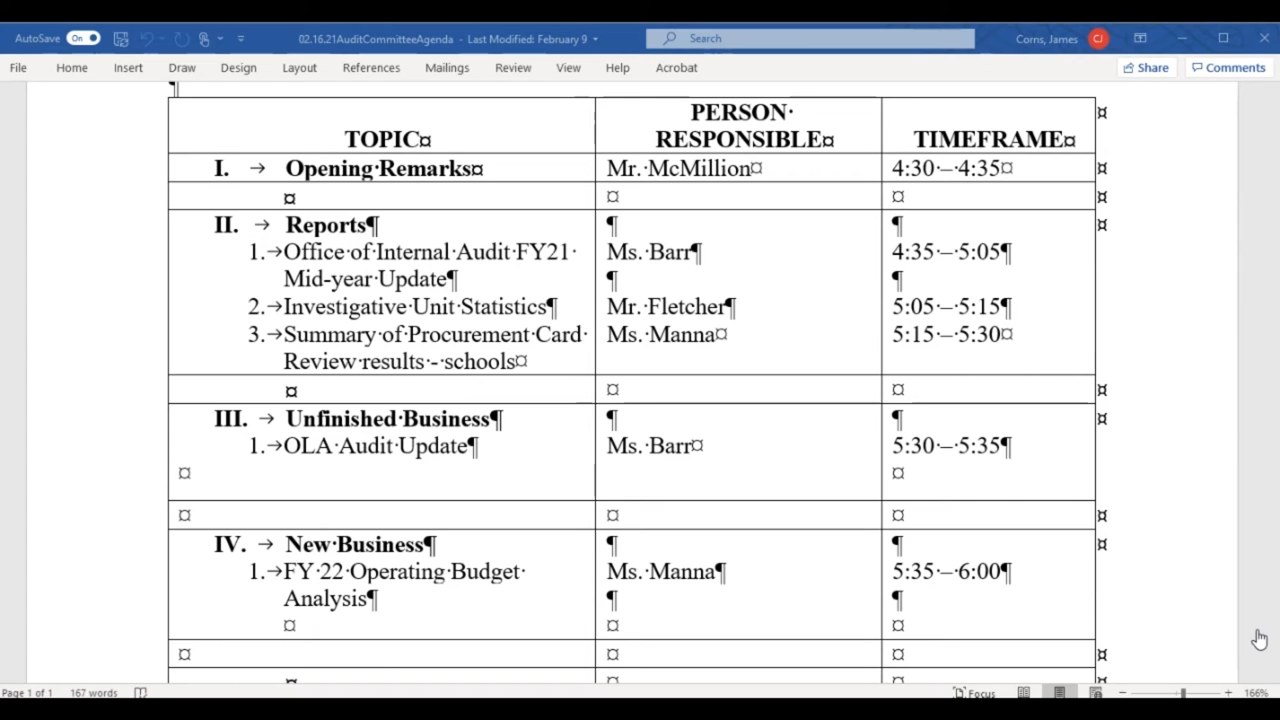 AutoSave On 02.16.21AuditCommitteeAgenda - Last Modified: February 9 Search Corns, James CJ
File Home Insert Draw Design Layout References Mailings Review View Help Acrobat Share Comments
¶
TOPIC¤ PERSON·RESPONSIBLE¤ TIMEFRAME¤ ¤
I. → Opening·Remarks¤ Mr.·McMillion¤ 4:30·–·4:35¤ ¤
¤ ¤ ¤ ¤
II. → Reports¶ ¶ ¶ ¤
1.→Office·of·Internal·Audit·FY21· Ms.·Barr¶ 4:35·–·5:05¶
Mid-year·Update¶ ¶ ¶
2.→Investigative·Unit·Statistics¶ Mr.·Fletcher¶ 5:05·–·5:15¶
3.→Summary·of·Procurement·Card· Ms.·Manna¤ 5:15·–·5:30¤
Review·results·-·schools¤
¤ ¤ ¤ ¤
III. → Unfinished·Business¶ ¶ ¶ ¤
1.→OLA·Audit·Update¶ Ms.·Barr¤ 5:30·–·5:35¶
¤ ¤
¤ ¤ ¤ ¤
IV. → New·Business¶ ¶ ¶ ¤
1.→FY·22·Operating·Budget· Ms.·Manna¶ 5:35·–·6:00¶
Analysis¶ ¶ ¶
¤ ¤ ¤
¤ ¤ ¤ ¤
Page 1 of 1 167 words Focus 166%